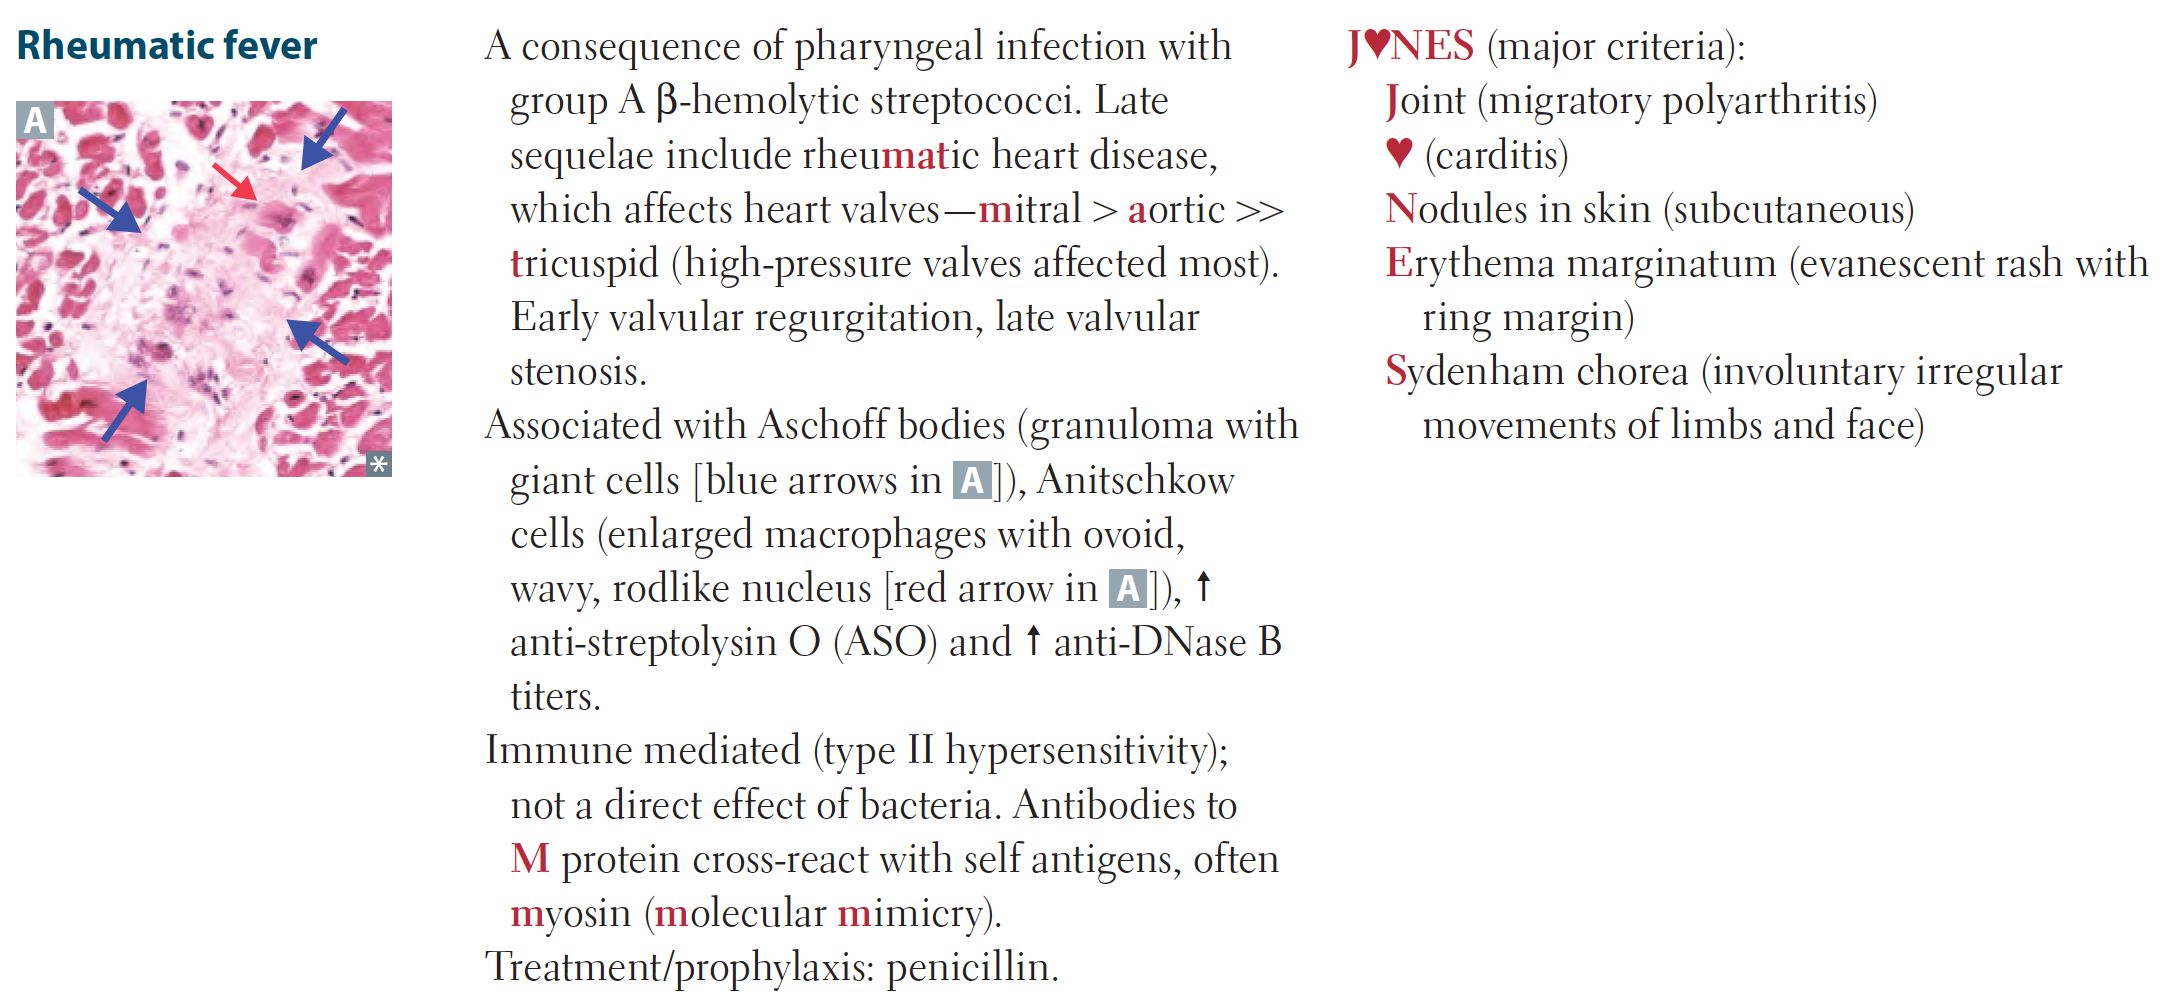 Rheumatic fever
A
*
A consequence of pharyngeal infection with
group A β-hemolytic streptococci. Late
sequelae include rheumatic heart disease,
which affects heart valves—mitral > aortic >>
tricuspid (high-pressure valves affected most).
Early valvular regurgitation, late valvular
stenosis.
Associated with Aschoff bodies (granuloma with
giant cells [blue arrows in A]), Anitschkow
cells (enlarged macrophages with ovoid,
wavy, rodlike nucleus [red arrow in A]), ↑
anti-streptolysin O (ASO) and ↑ anti-DNase B
titers.
Immune mediated (type II hypersensitivity);
not a direct effect of bacteria. Antibodies to
M protein cross-react with self antigens, often
myosin (molecular mimicry).
Treatment/prophylaxis: penicillin.
J♥NES (major criteria):
Joint (migratory polyarthritis)
♥ (carditis)
Nodules in skin (subcutaneous)
Erythema marginatum (evanescent rash with
ring margin)
Sydenham chorea (involuntary irregular
movements of limbs and face)